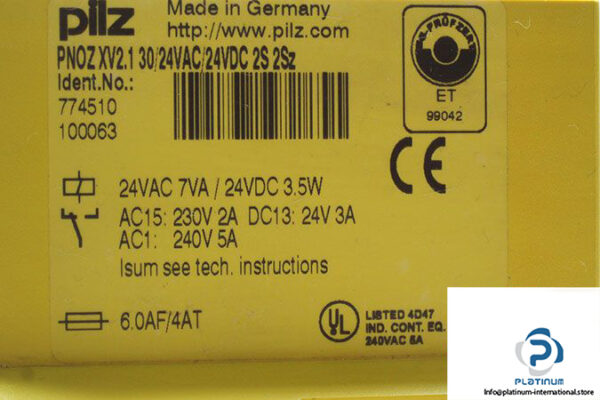 pilz
Made in Germany
http://www.pilz.com
PNOZ XV2.1 30/24VAC/24VDC 2S 2Sz
Ident.No.:
774510
100063
PRÜFZER
ET
99042
CE
24VAC 7VA / 24VDC 3.5W
AC15: 230V 2A DC13: 24V 3A
AC1: 240V 5A
Isum see tech. instructions
6.0AF/4AT
UL
LISTED 4D47
IND. CONT. EQ.
240VAC 5A
PLATINUM
Info@platinum-international.store